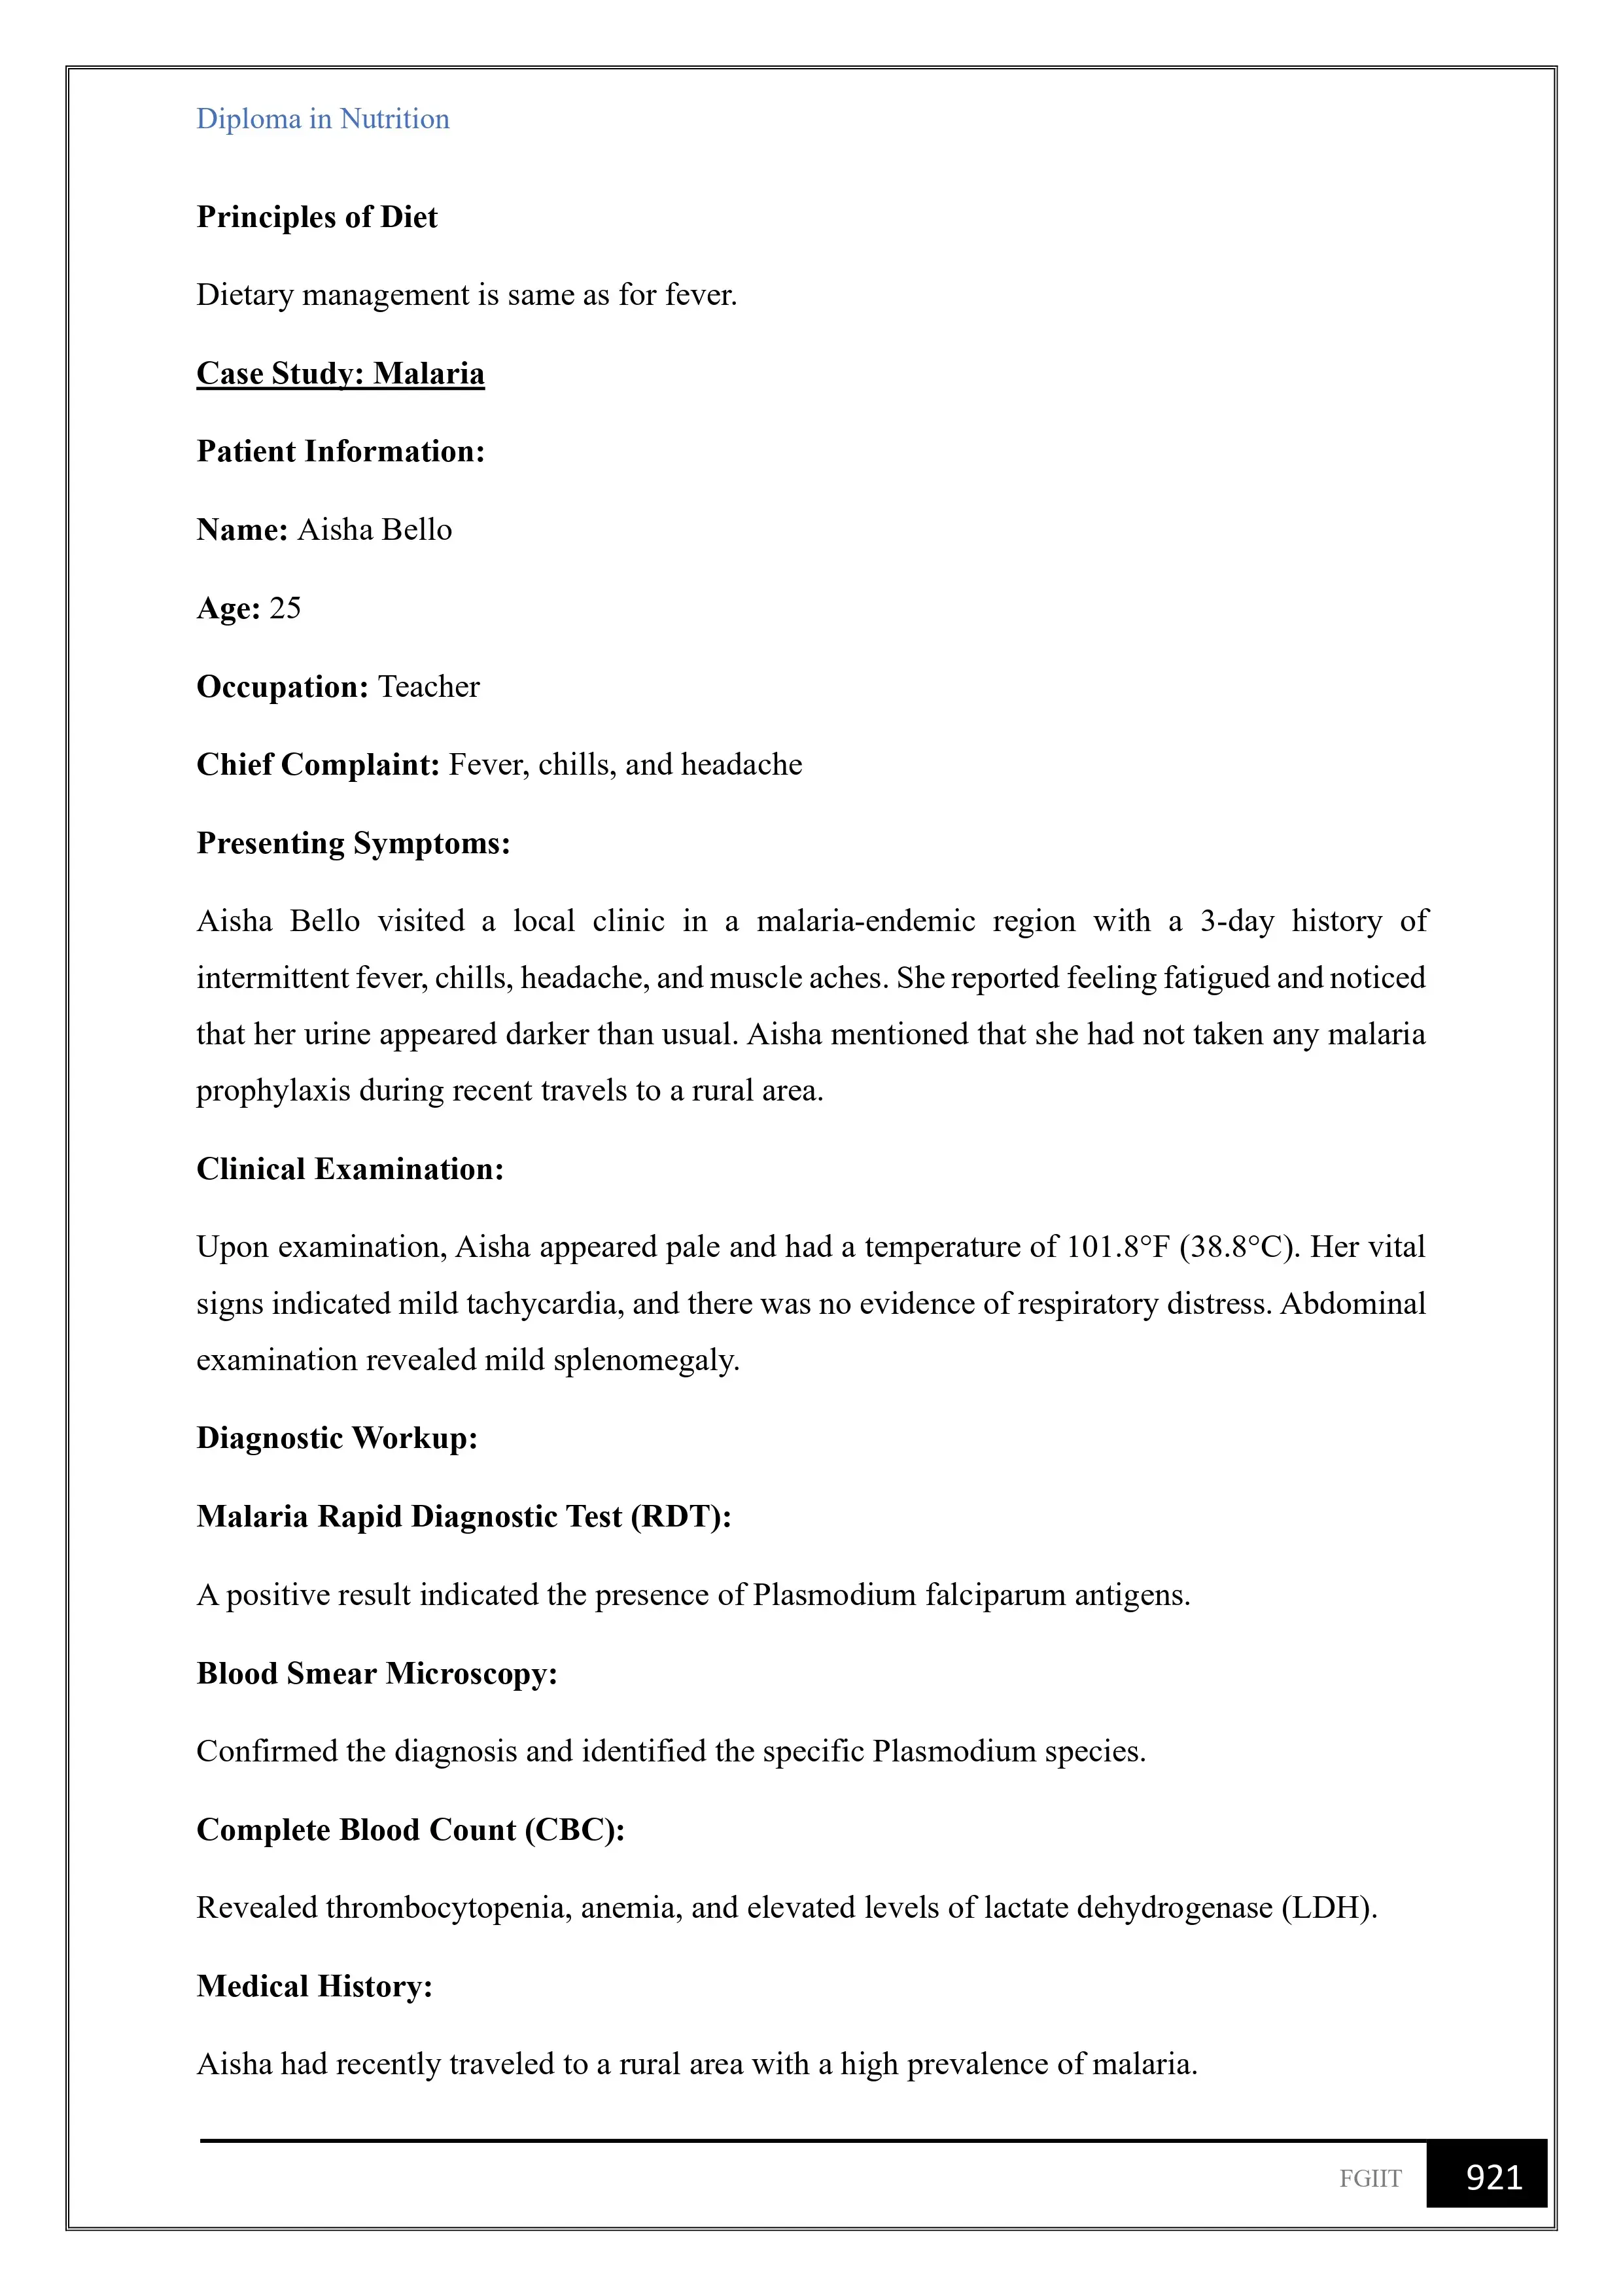 Diploma in Nutrition
Principles of Diet
Dietary management is same as for fever.
Case Study: Malaria
Patient Information:
Name: Aisha Bello
Age: 25
Occupation: Teacher
Chief Complaint: Fever, chills, and headache
Presenting Symptoms:
Aisha Bello visited a local clinic in a malaria-endemic region with a 3-day history of
intermittent fever, chills, headache, and muscle aches. She reported feeling fatigued and noticed
that her urine appeared darker than usual. Aisha mentioned that she had not taken any malaria
prophylaxis during recent travels to a rural area.
Clinical Examination:
Upon examination, Aisha appeared pale and had a temperature of 101.8°F (38.8°C). Her vital
signs indicated mild tachycardia, and there was no evidence of respiratory distress. Abdominal
examination revealed mild splenomegaly.
Diagnostic Workup:
Malaria Rapid Diagnostic Test (RDT):
A positive result indicated the presence of Plasmodium falciparum antigens.
Blood Smear Microscopy:
Confirmed the diagnosis and identified the specific Plasmodium species.
Complete Blood Count (CBC):
Revealed thrombocytopenia, anemia, and elevated levels of lactate dehydrogenase (LDH).
Medical History:
Aisha had recently traveled to a rural area with a high prevalence of malaria.
FGIIT 921